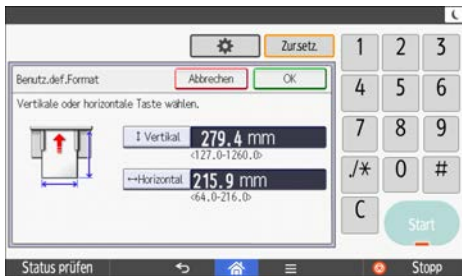 Zursetz.
1 2 3
Benutz.def.Format
Abbrechen
OK
4 5 6
Vertikale oder horizontale Taste wählen.
7 8 9
Vertikal 279.4 mm
<127.0-1260.0>
Horizontal 215.9 mm
<64.0-216.0>
./* 0 #
C
Start
Status prüfen
Stopp